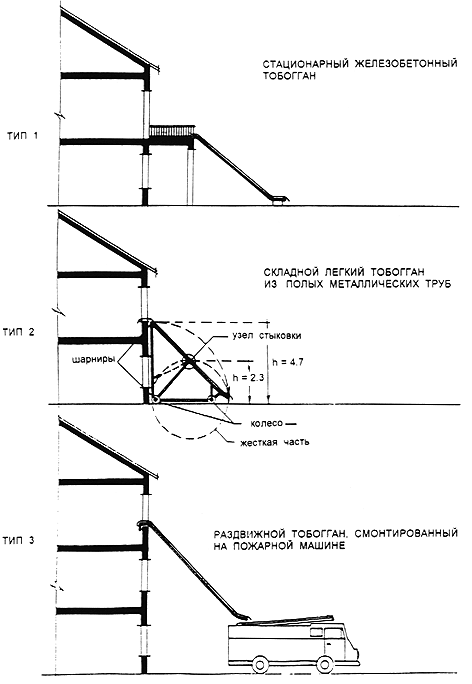 СТАЦИОНАРНЫЙ ЖЕЛЕЗОБЕТОННЫЙ
ТОБОГГАН
ТИП 1
СКЛАДНОЙ ЛЕГКИЙ ТОБОГГАН
ИЗ ПОЛЫХ МЕТАЛЛИЧЕСКИХ ТРУБ
ТИП 2
узел стыковки
шарниры
h = 4.7
h = 2.3
колесо
жесткая часть
ТИП 3
РАЗДВИЖНОЙ ТОБОГГАН, СМОНТИРОВАННЫЙ
НА ПОЖАРНОЙ МАШИНЕ